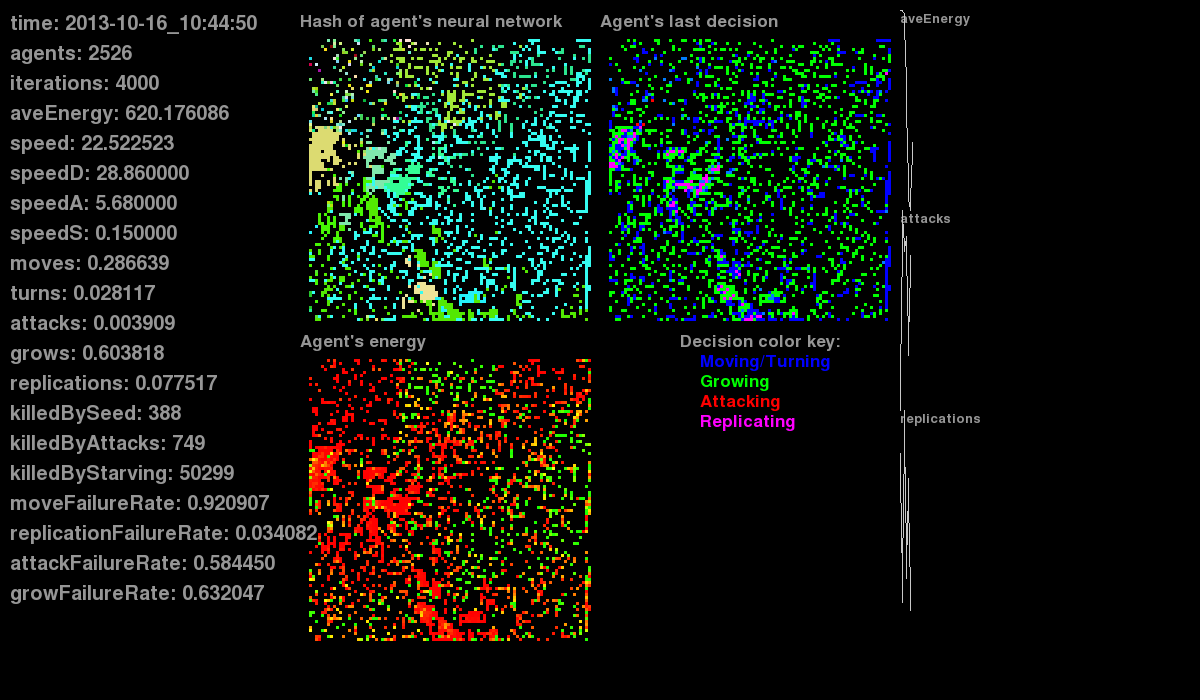 time: 2013-10-16_10:44:50
agents: 2526
iterations: 4000
aveEnergy: 620.176086
speed: 22.522523
speedD: 28.860000
speedA: 5.680000
speedS: 0.150000
moves: 0.286639
turns: 0.028117
attacks: 0.003909
grows: 0.603818
replications: 0.077517
killedBySeed: 388
killedByAttacks: 749
killedByStarving: 50299
moveFailureRate: 0.920907
replicationFailureRate: 0.034082
attackFailureRate: 0.584450
growFailureRate: 0.632047
Hash of agent's neural network
Agent's last decision
Agent's energy
Decision color key:
Moving/Turning
Growing
Attacking
Replicating
aveEnergy
attacks
replications